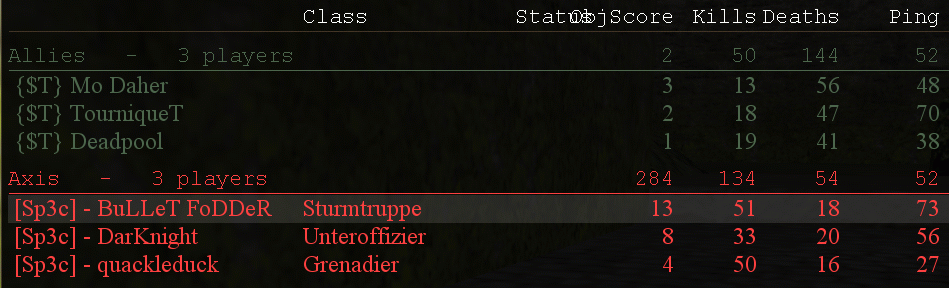 Class Status ObjScore Kills Deaths Ping
Allies - 3 players 2 50 144 52
{$T} Mo Daher 3 13 56 48
{$T} TourniqueT 2 18 47 70
{$T} Deadpool 1 19 41 38
Axis - 3 players 284 134 54 52
[Sp3c] - BuLLeT FoDDeR Sturmtruppe 13 51 18 73
[Sp3c] - DarKnight Unteroffizier 8 33 20 56
[Sp3c] - quackleduck Grenadier 4 50 16 27